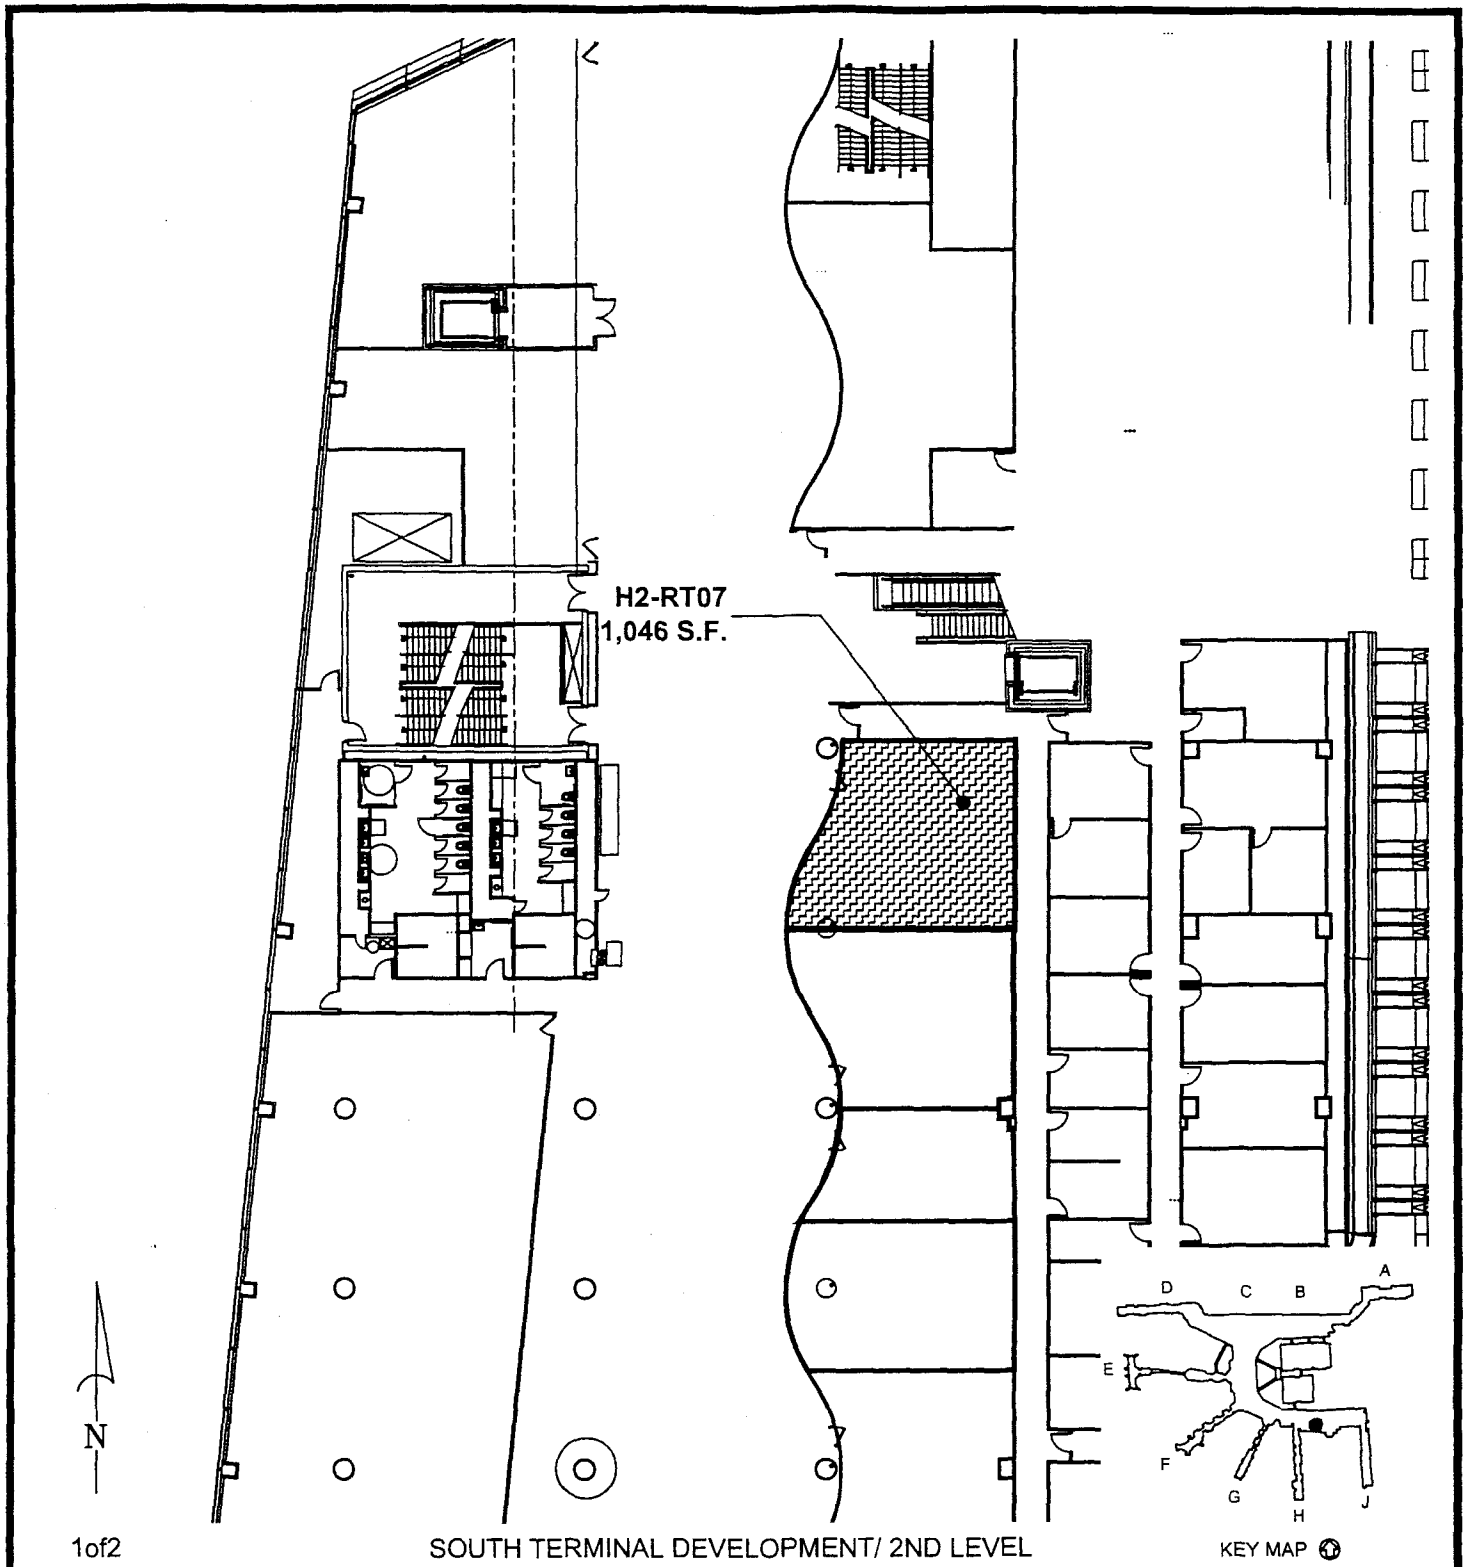 H2-RT07
1,046 S.F.
A
B
C
D
E
F
G
H
J
N
1of2
SOUTH TERMINAL DEVELOPMENT/ 2ND LEVEL
KEY MAP